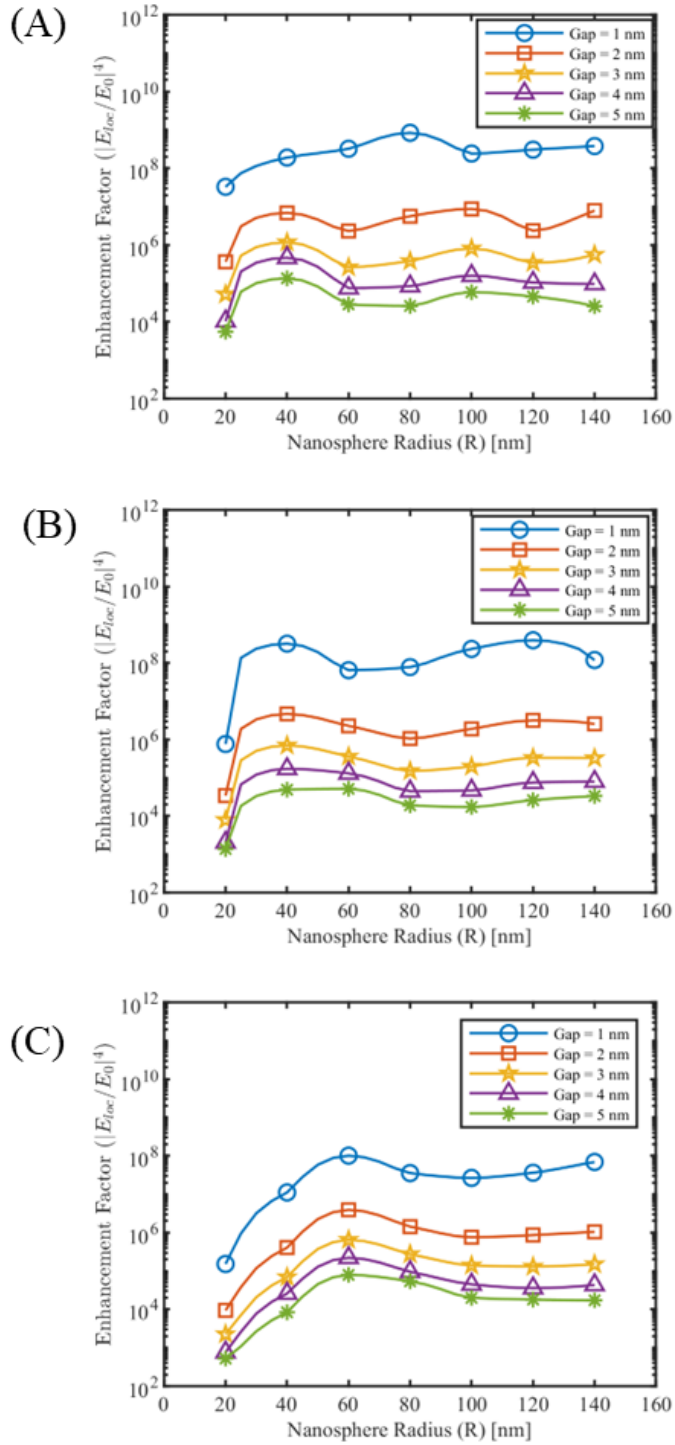 (A)
Enhancement Factor (|E_{loc}/E_0|^4)
10^{12}
10^{10}
10^8
10^6
10^4
10^2
Gap = 1 nm
Gap = 2 nm
Gap = 3 nm
Gap = 4 nm
Gap = 5 nm
0 20 40 60 80 100 120 140 160
Nanosphere Radius (R) [nm]
(B)
Enhancement Factor (|E_{loc}/E_0|^4)
10^{12}
10^{10}
10^8
10^6
10^4
10^2
Gap = 1 nm
Gap = 2 nm
Gap = 3 nm
Gap = 4 nm
Gap = 5 nm
0 20 40 60 80 100 120 140 160
Nanosphere Radius (R) [nm]
(C)
Enhancement Factor (|E_{loc}/E_0|^4)
10^{12}
10^{10}
10^8
10^6
10^4
10^2
Gap = 1 nm
Gap = 2 nm
Gap = 3 nm
Gap = 4 nm
Gap = 5 nm
0 20 40 60 80 100 120 140 160
Nanosphere Radius (R) [nm]